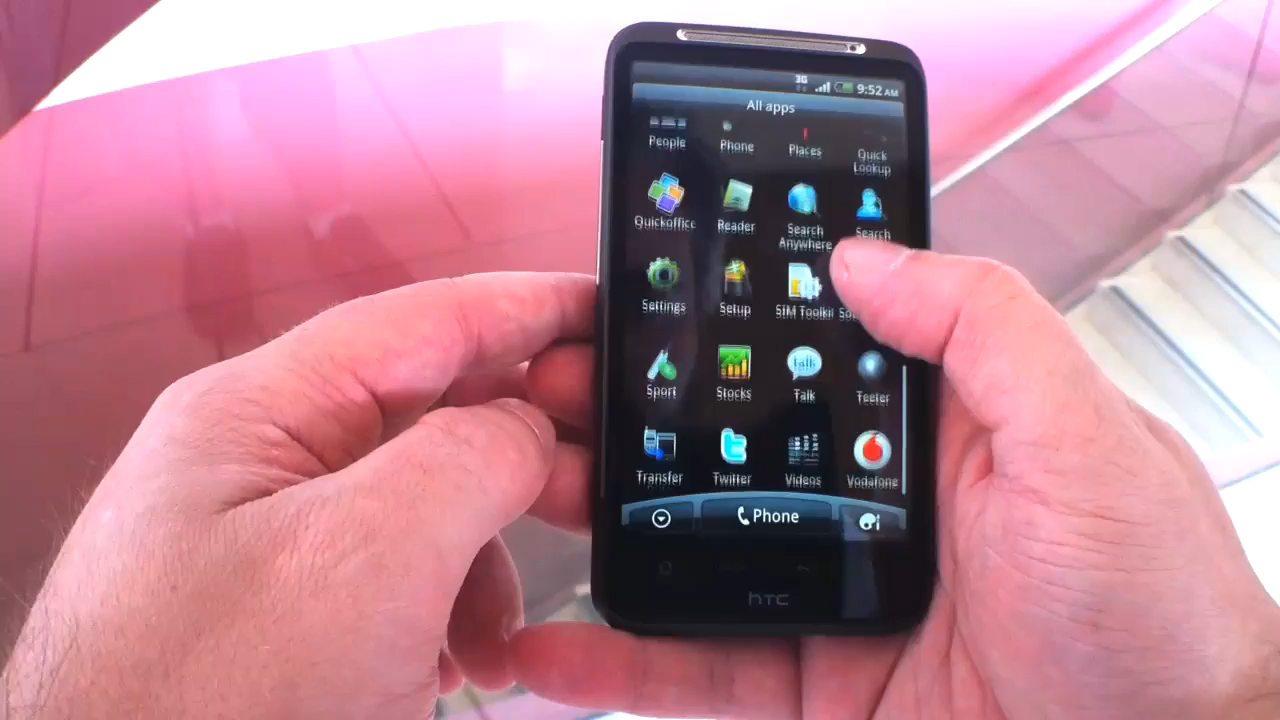 3G 9:52 AM
All apps
People Phone Places Quick Lookup
Quickoffice Reader Search Anywhere Search
Settings Setup SIM Toolkit
Sport Stocks Talk Teeter
Transfer Twitter Videos Vodafone
Phone
hTC